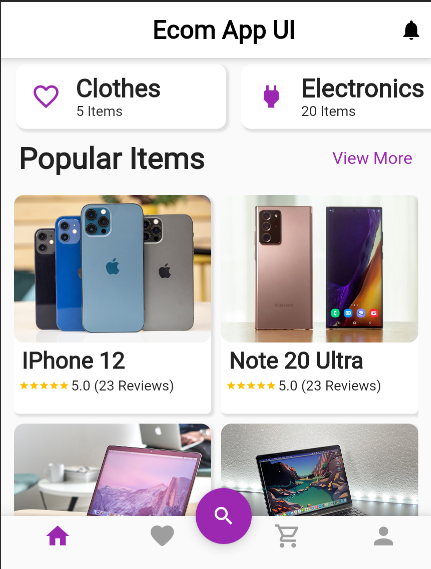 Ecom App UI
Clothes
5 Items
Electronics
20 Items
Popular Items
View More
IPhone 12
5.0 (23 Reviews)
Note 20 Ultra
5.0 (23 Reviews)